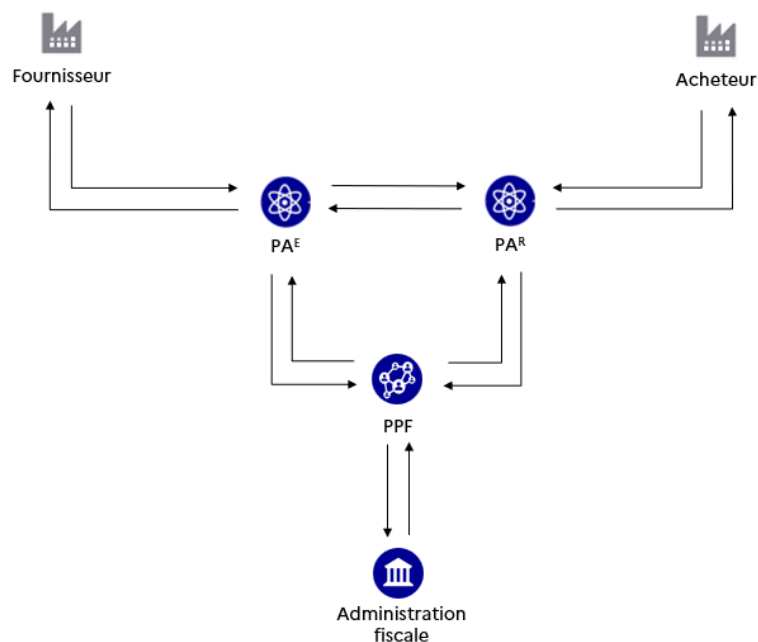 Fournisseur
Acheteur
PAᴱ
PAᴿ
PPF
Administration
fiscale